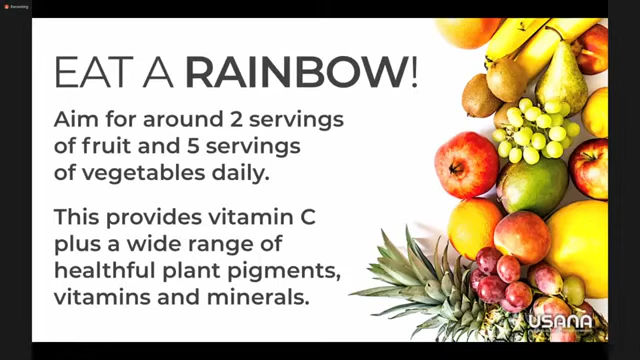 Recording
EAT A RAINBOW!
Aim for around 2 servings
of fruit and 5 servings
of vegetables daily.
This provides vitamin C
plus a wide range of
healthful plant pigments,
vitamins and minerals.
USANA